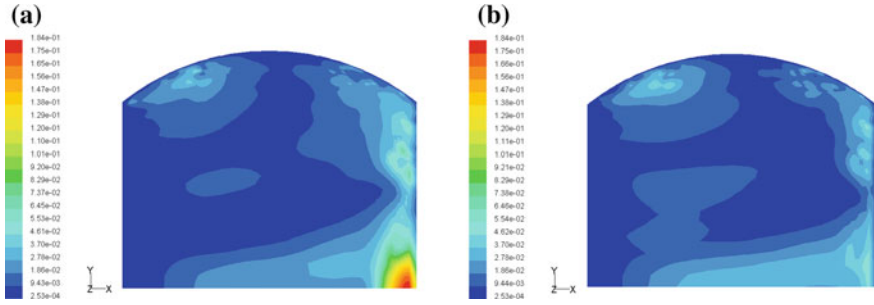 (a)
1.84e-01
1.75e-01
1.66e-01
1.56e-01
1.47e-01
1.38e-01
1.29e-01
1.20e-01
1.10e-01
1.01e-01
9.20e-02
8.29e-02
7.37e-02
6.45e-02
5.53e-02
4.61e-02
3.70e-02
2.78e-02
1.86e-02
9.43e-03
2.53e-04
Y
Z X
(b)
1.84e-01
1.75e-01
1.66e-01
1.56e-01
1.47e-01
1.38e-01
1.29e-01
1.20e-01
1.10e-01
1.01e-01
9.21e-02
8.29e-02
7.38e-02
6.46e-02
5.54e-02
4.62e-02
3.70e-02
2.78e-02
1.86e-02
9.44e-03
2.53e-04
Y
Z X